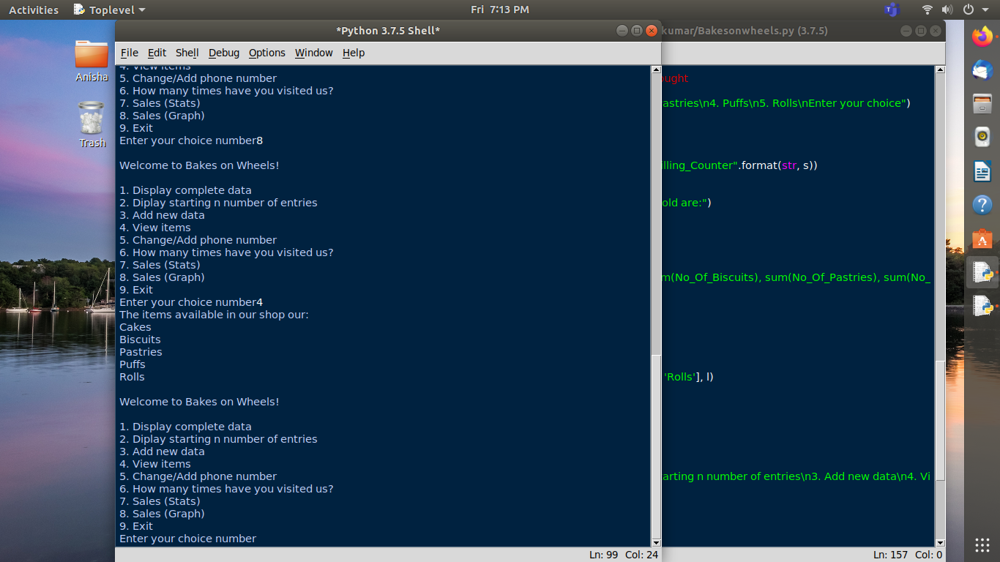 Activities
Toplevel
Fri 7:13 PM
*Python 3.7.5 Shell*
kumar/Bakesonwheels.py (3.7.5)
File Edit Shell Debug Options Window Help
Anisha
Trash
4. View items
5. Change/Add phone number
6. How many times have you visited us?
7. Sales (Stats)
8. Sales (Graph)
9. Exit
Enter your choice number8
Welcome to Bakes on Wheels!
1. Display complete data
2. Diplay starting n number of entries
3. Add new data
4. View items
5. Change/Add phone number
6. How many times have you visited us?
7. Sales (Stats)
8. Sales (Graph)
9. Exit
Enter your choice number4
The items available in our shop our:
Cakes
Biscuits
Pastries
Puffs
Rolls
Welcome to Bakes on Wheels!
1. Display complete data
2. Diplay starting n number of entries
3. Add new data
4. View items
5. Change/Add phone number
6. How many times have you visited us?
7. Sales (Stats)
8. Sales (Graph)
9. Exit
Enter your choice number
Ln: 99 Col: 24
ought
astries\n4. Puffs\n5. Rolls\nEnter your choice")
illing_Counter".format(str, s))
old are:")
m(No_Of_Biscuits), sum(No_Of_Pastries), sum(No_
'Rolls'], l)
arting n number of entries\n3. Add new data\n4. Vi
Ln: 157 Col: 0